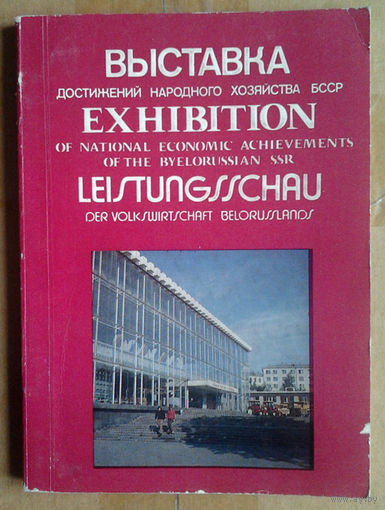 ВЫСТАВКА
ДОСТИЖЕНИЙ НАРОДНОГО ХОЗЯЙСТВА БССР
EXHIBITION
OF NATIONAL ECONOMIC ACHIEVEMENTS
OF THE BYELORUSSIAN SSR
LEISTUNGSSCHAU
DER VOLKSWIRTSCHAFT BELORUSSLANDS